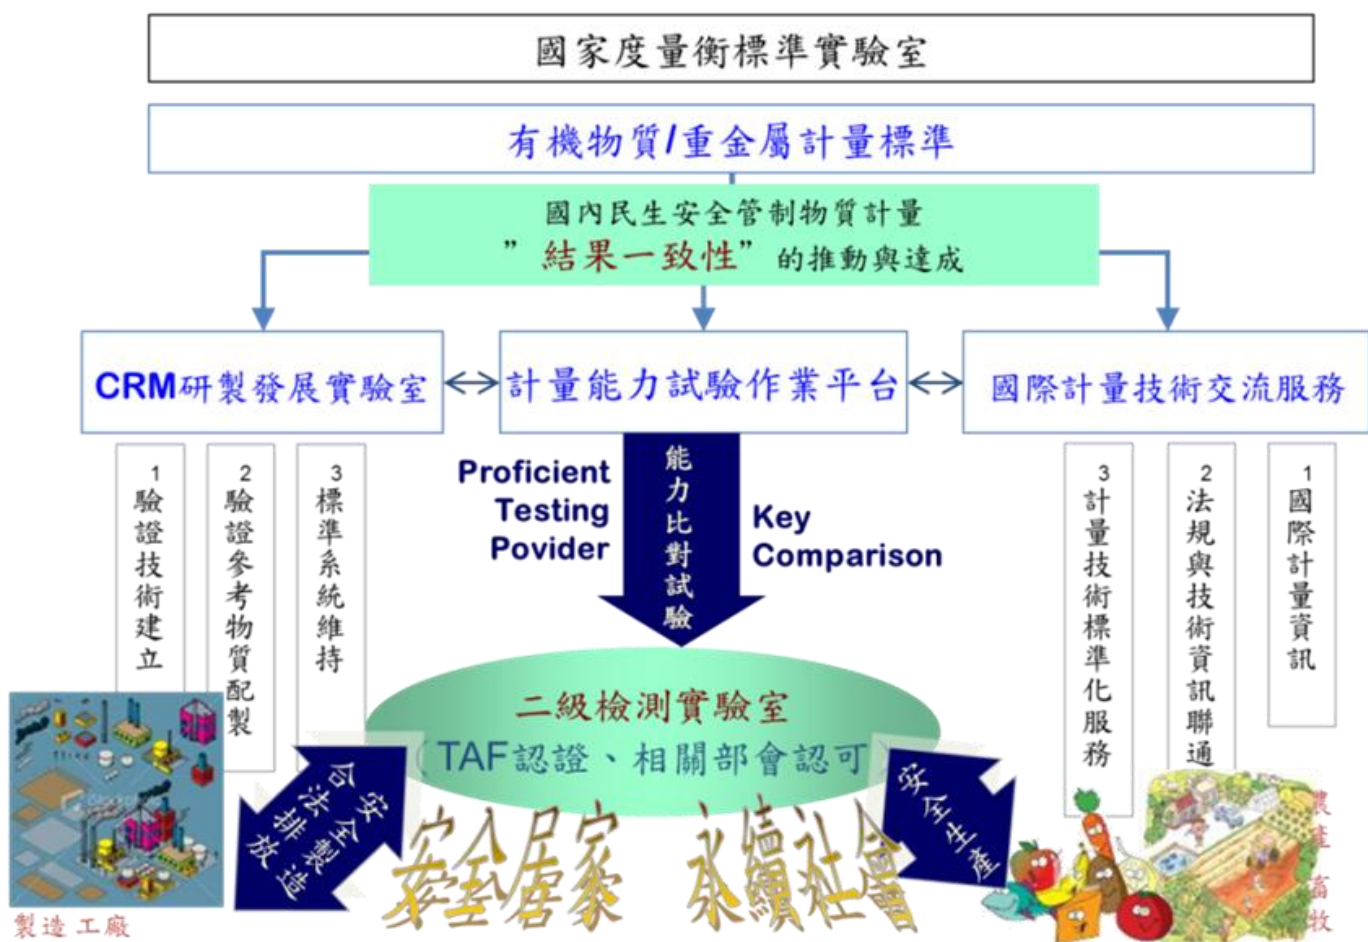 國家度量衡標準實驗室
有機物質/重金屬計量標準
國內民生安全管制物質計量
”結果一致性”的推動與達成
CRM研製發展實驗室
計量能力試驗作業平台
國際計量技術交流服務
1驗證技術建立
2驗證參考物質配製
3標準系統維持
Proficient
Testing
Povider
能力比對試驗
Key
Comparison
3計量技術標準化服務
2法規與技術資訊聯通
1國際計量資訊
二級檢測實驗室
(TAF認證、相關部會認可)
安全製造
合法排放
安全居家 永續社會
安全生產
製造工廠
農產
畜牧